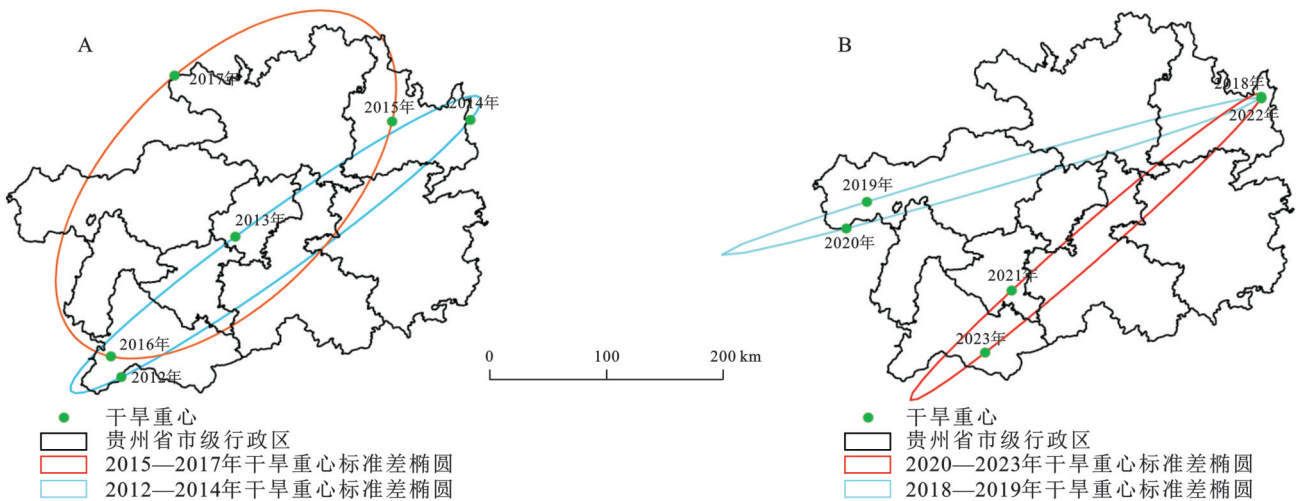 A
2017年
2015年
2014年
2013年
2016年
2012年
干旱重心
贵州省市级行政区
2015—2017年干旱重心标准差椭圆
2012—2014年干旱重心标准差椭圆
0 100 200 km
B
2018年
2022年
2019年
2020年
2021年
2023年
干旱重心
贵州省市级行政区
2020—2023年干旱重心标准差椭圆
2018—2019年干旱重心标准差椭圆